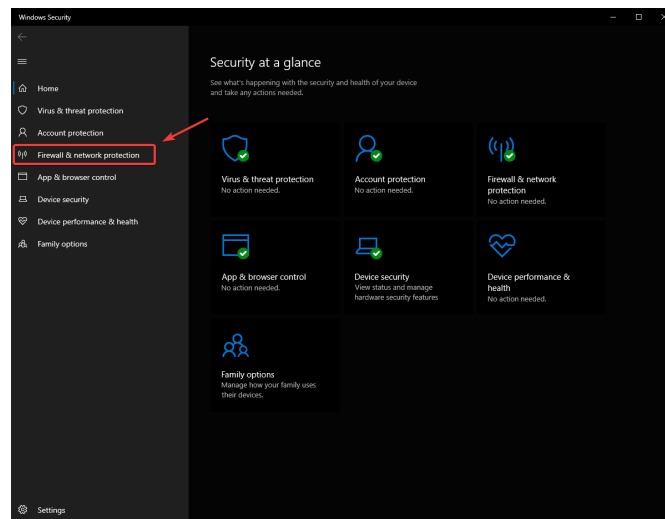 Windows Security
Home
Virus & threat protection
Account protection
Firewall & network protection
App & browser control
Device security
Device performance & health
Family options
Settings
Security at a glance
See what's happening with the security and health of your device
and take any actions needed.
Virus & threat protection
No action needed.
Account protection
No action needed.
Firewall & network
protection
No action needed.
App & browser control
No action needed.
Device security
View status and manage
hardware security features
Device performance &
health
No action needed.
Family options
Manage how your family uses
their devices.